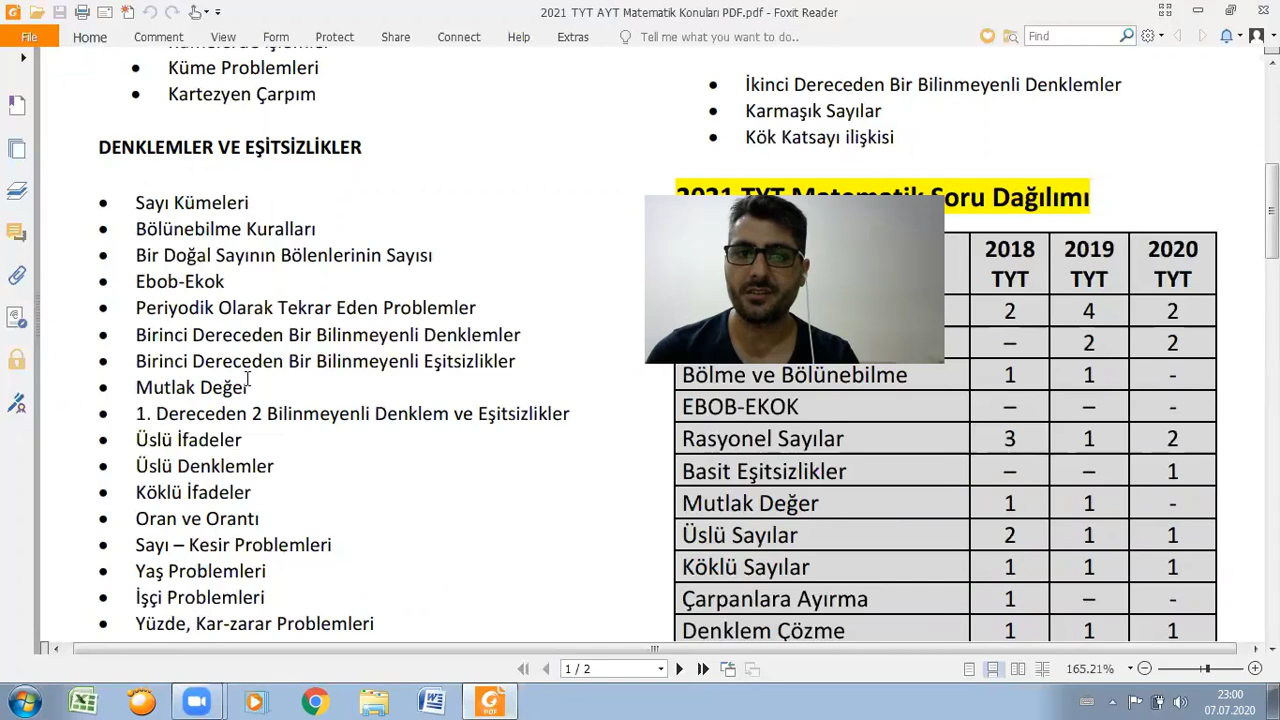 2021 TYT AYT Matematik Konuları PDF.pdf - Foxit Reader
File Home Comment View Form Protect Share Connect Help Extras Tell me what you want to do.. Find
• Küme Problemleri
• Kartezyen Çarpım
DENKLEMLER VE EŞİTSİZLİKLER
• Sayı Kümeleri
• Bölünebilme Kuralları
• Bir Doğal Sayının Bölenlerinin Sayısı
• Ebob-Ekok
• Periyodik Olarak Tekrar Eden Problemler
• Birinci Dereceden Bir Bilinmeyenli Denklemler
• Birinci Dereceden Bir Bilinmeyenli Eşitsizlikler
• Mutlak Değer
• 1. Dereceden 2 Bilinmeyenli Denklem ve Eşitsizlikler
• Üslü İfadeler
• Üslü Denklemler
• Köklü İfadeler
• Oran ve Orantı
• Sayı – Kesir Problemleri
• Yaş Problemleri
• İşçi Problemleri
• Yüzde, Kar-zarar Problemleri
• İkinci Dereceden Bir Bilinmeyenli Denklemler
• Karmaşık Sayılar
• Kök Katsayı ilişkisi
2021 TYT Matematik Soru Dağılımı
2018 TYT 2019 TYT 2020 TYT
2 4 2
– 2 2
Bölme ve Bölünebilme 1 1 -
EBOB-EKOK – – -
Rasyonel Sayılar 3 1 2
Basit Eşitsizlikler – – 1
Mutlak Değer 1 1 -
Üslü Sayılar 2 1 1
Köklü Sayılar 1 1 1
Çarpanlara Ayırma 1 – -
Denklem Çözme 1 1 1
1 / 2
165.21%
23:00
07.07.2020